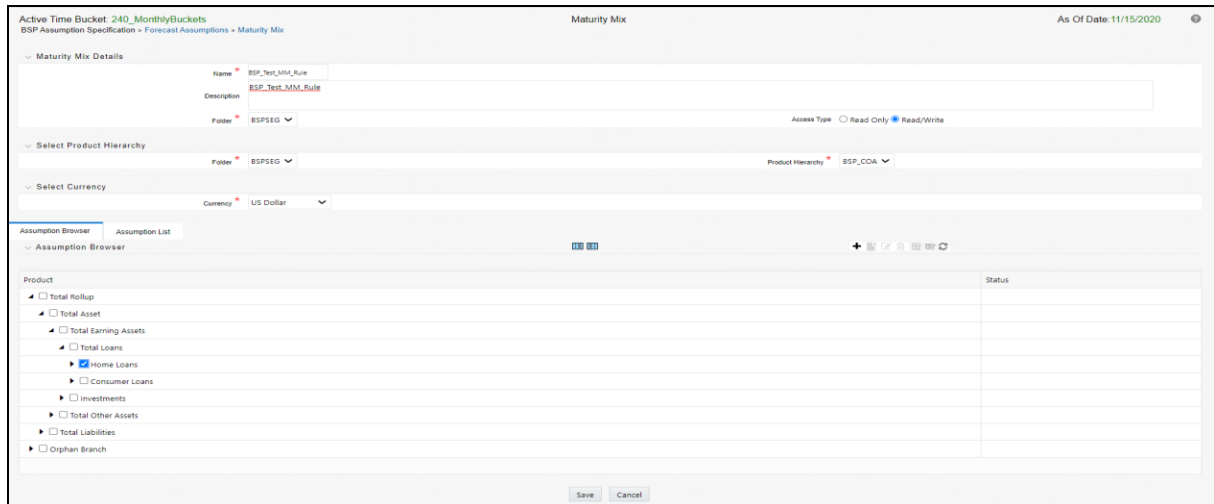 Active Time Bucket: 240_MonthlyBuckets Maturity Mix As Of Date:11/15/2020
BSP Assumption Specification > Forecast Assumptions > Maturity Mix
Maturity Mix Details
Name * BSP_Test_MM_Rule
Description BSP_Test_MM_Rule
Folder * BSPSEG Access Type Read Only Read/Write
Select Product Hierarchy
Folder * BSPSEG Product Hierarchy * BSP_COA
Select Currency
Currency * US Dollar
Assumption Browser Assumption List
Assumption Browser
Product Status
Total Rollup
Total Asset
Total Earning Assets
Total Loans
Home Loans
Consumer Loans
Investments
Total Other Assets
Total Liabilities
Orphan Branch
Save Cancel